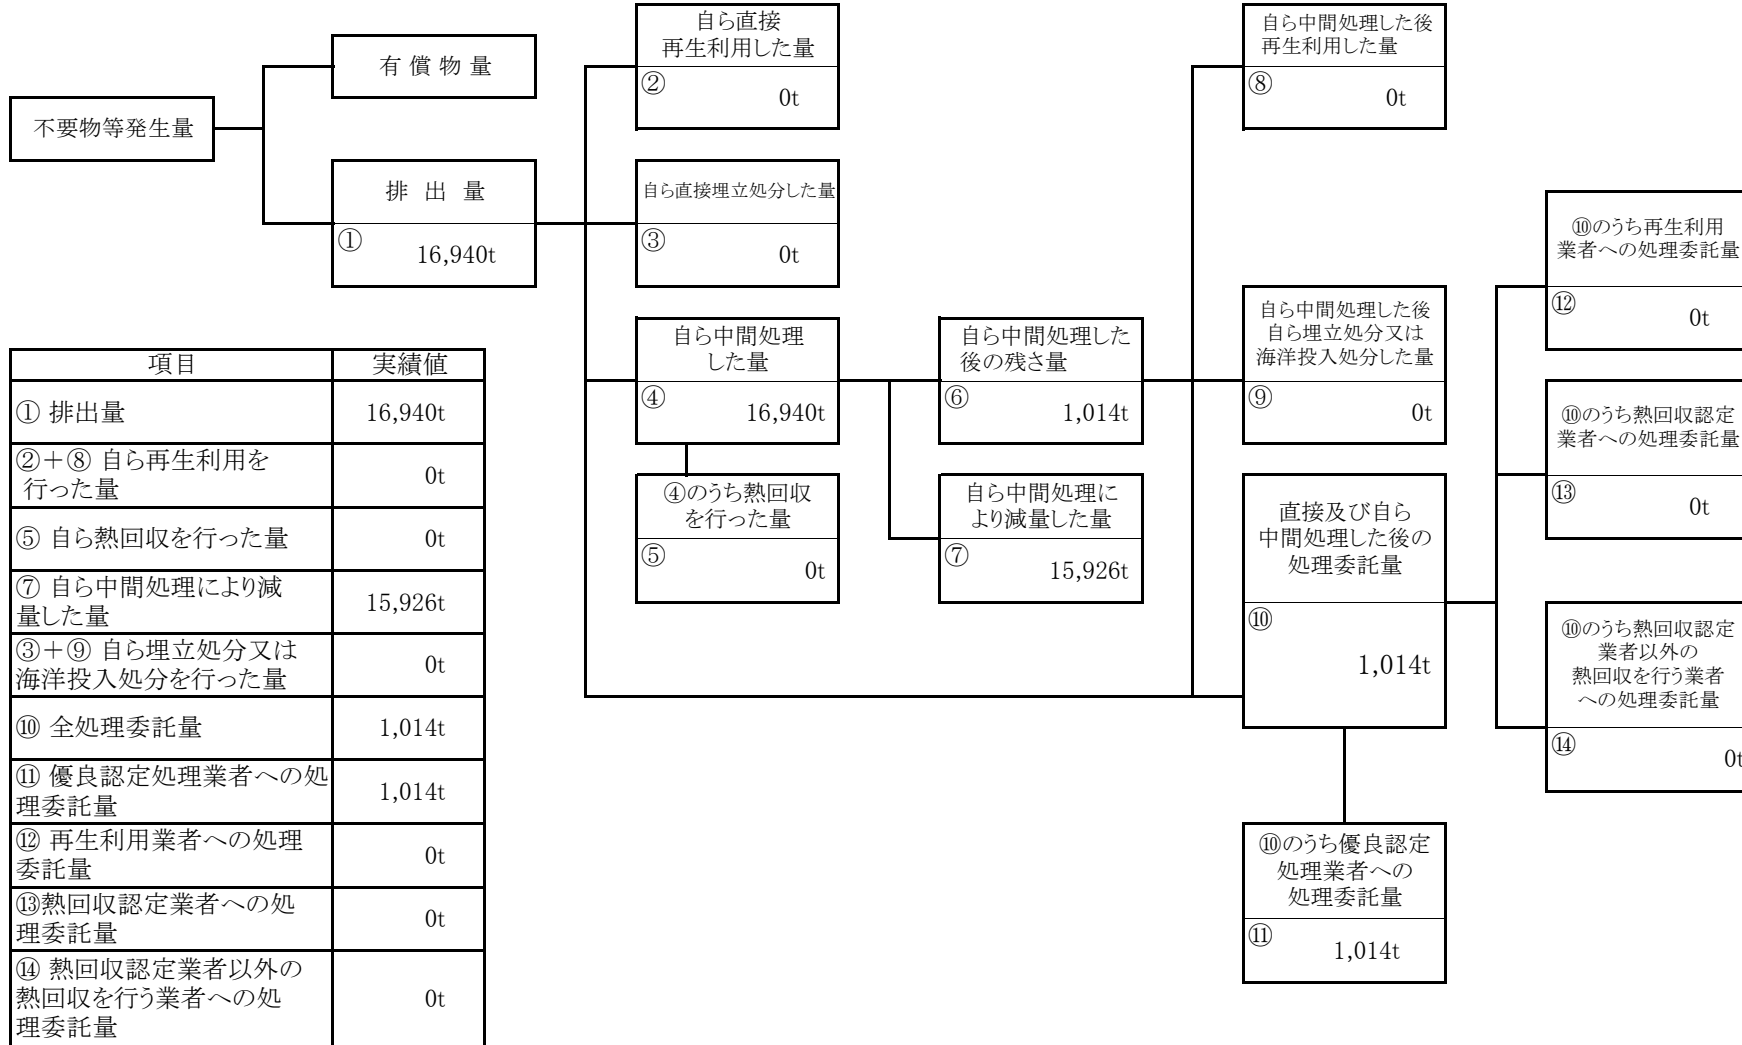 不要物等発生量
有償物量
排出量
①
16,940t
自ら直接
再生利用した量
②
0t
自ら直接埋立処分した量
③
0t
自ら中間処理
した量
④
16,940t
④のうち熱回収
を行った量
⑤
0t
自ら中間処理した
後の残さ量
⑥
1,014t
自ら中間処理に
より減量した量
⑦
15,926t
自ら中間処理した後
再生利用した量
⑧
0t
自ら中間処理した後
自ら埋立処分又は
海洋投入処分した量
⑨
0t
直接及び自ら
中間処理した後の
処理委託量
⑩
1,014t
⑩のうち優良認定
処理業者への
処理委託量
⑪
1,014t
⑩のうち再生利用
業者への処理委託量
⑫
0t
⑩のうち熱回収認定
業者への処理委託量
⑬
0t
⑩のうち熱回収認定
業者以外の
熱回収を行う業者
への処理委託量
⑭
0t
項目 実績値
① 排出量 16,940t
②＋⑧ 自ら再生利用を
行った量 0t
⑤ 自ら熱回収を行った量 0t
⑦ 自ら中間処理により減
量した量 15,926t
③＋⑨ 自ら埋立処分又は
海洋投入処分を行った量 0t
⑩ 全処理委託量 1,014t
⑪ 優良認定処理業者への処
理委託量 1,014t
⑫ 再生利用業者への処理
委託量 0t
⑬熱回収認定業者への処
理委託量 0t
⑭ 熱回収認定業者以外の
熱回収を行う業者への処
理委託量 0t